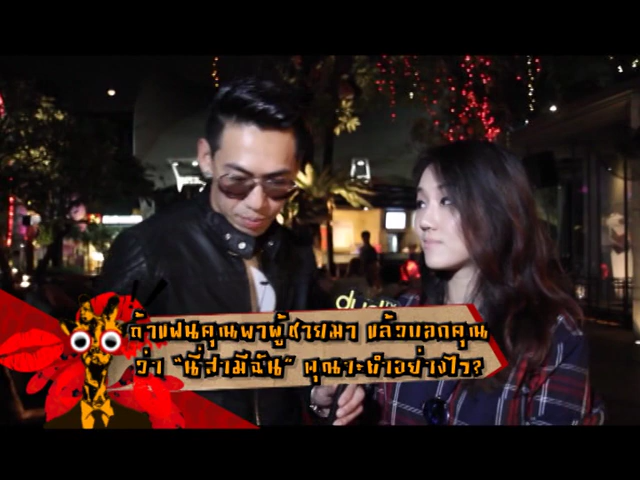 ถ้าแฟนคุณพาผู้ชายมา แล้วบอกคุณ
ว่า "นี่สามีฉัน" คุณจะทำอย่างไร?